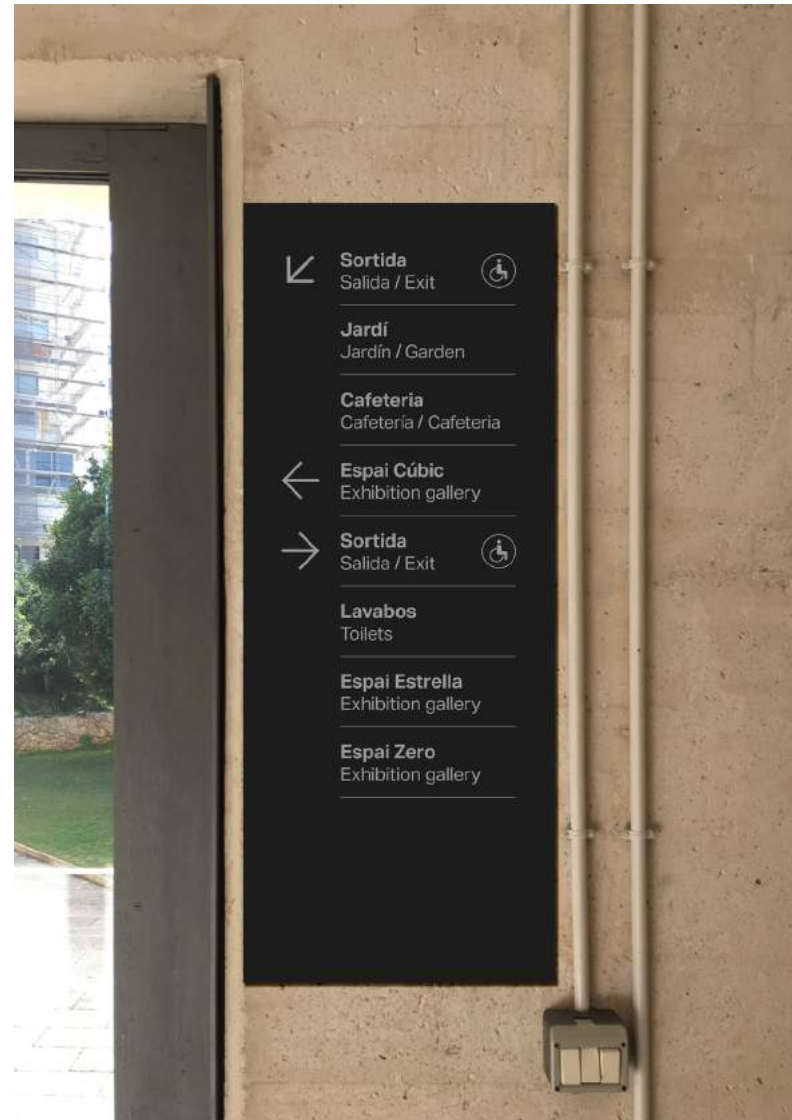 Sortida
Salida / Exit
Jardí
Jardín / Garden
Cafeteria
Cafetería / Cafeteria
Espai Cúbic
Exhibition gallery
Sortida
Salida / Exit
Lavabos
Toilets
Espai Estrella
Exhibition gallery
Espai Zero
Exhibition gallery